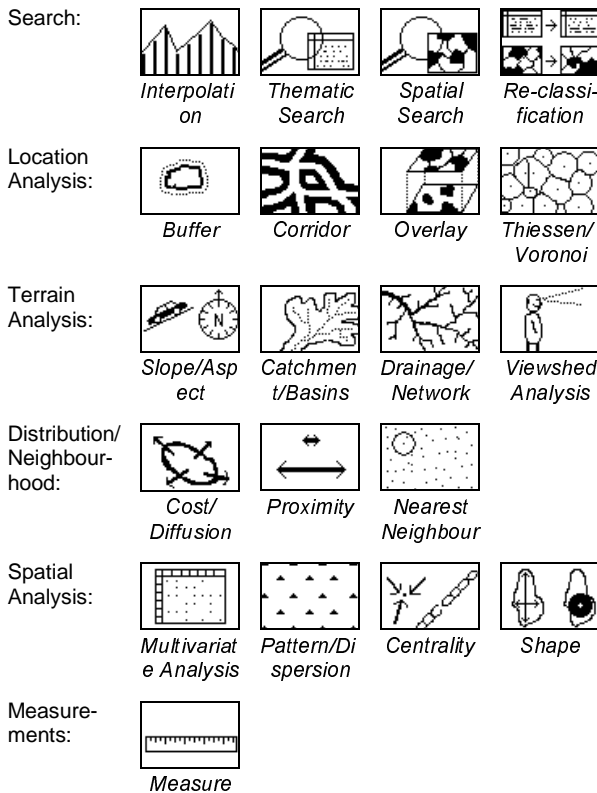 Search:
Interpolati
on
Thematic
Search
Spatial
Search
Re-classi-
fication
Location
Analysis:
Buffer
Corridor
Overlay
Thiessen/
Voronoi
Terrain
Analysis:
N
Slope/Asp
ect
Catchmen
t/Basins
Drainage/
Network
Viewshed
Analysis
Distribution/
Neighbour-
hood:
Cost/
Diffusion
Proximity
Nearest
Neighbour
Spatial
Analysis:
Multivariat
e Analysis
Pattern/Di
spersion
Centrality
Shape
Measure-
ments:
Measure